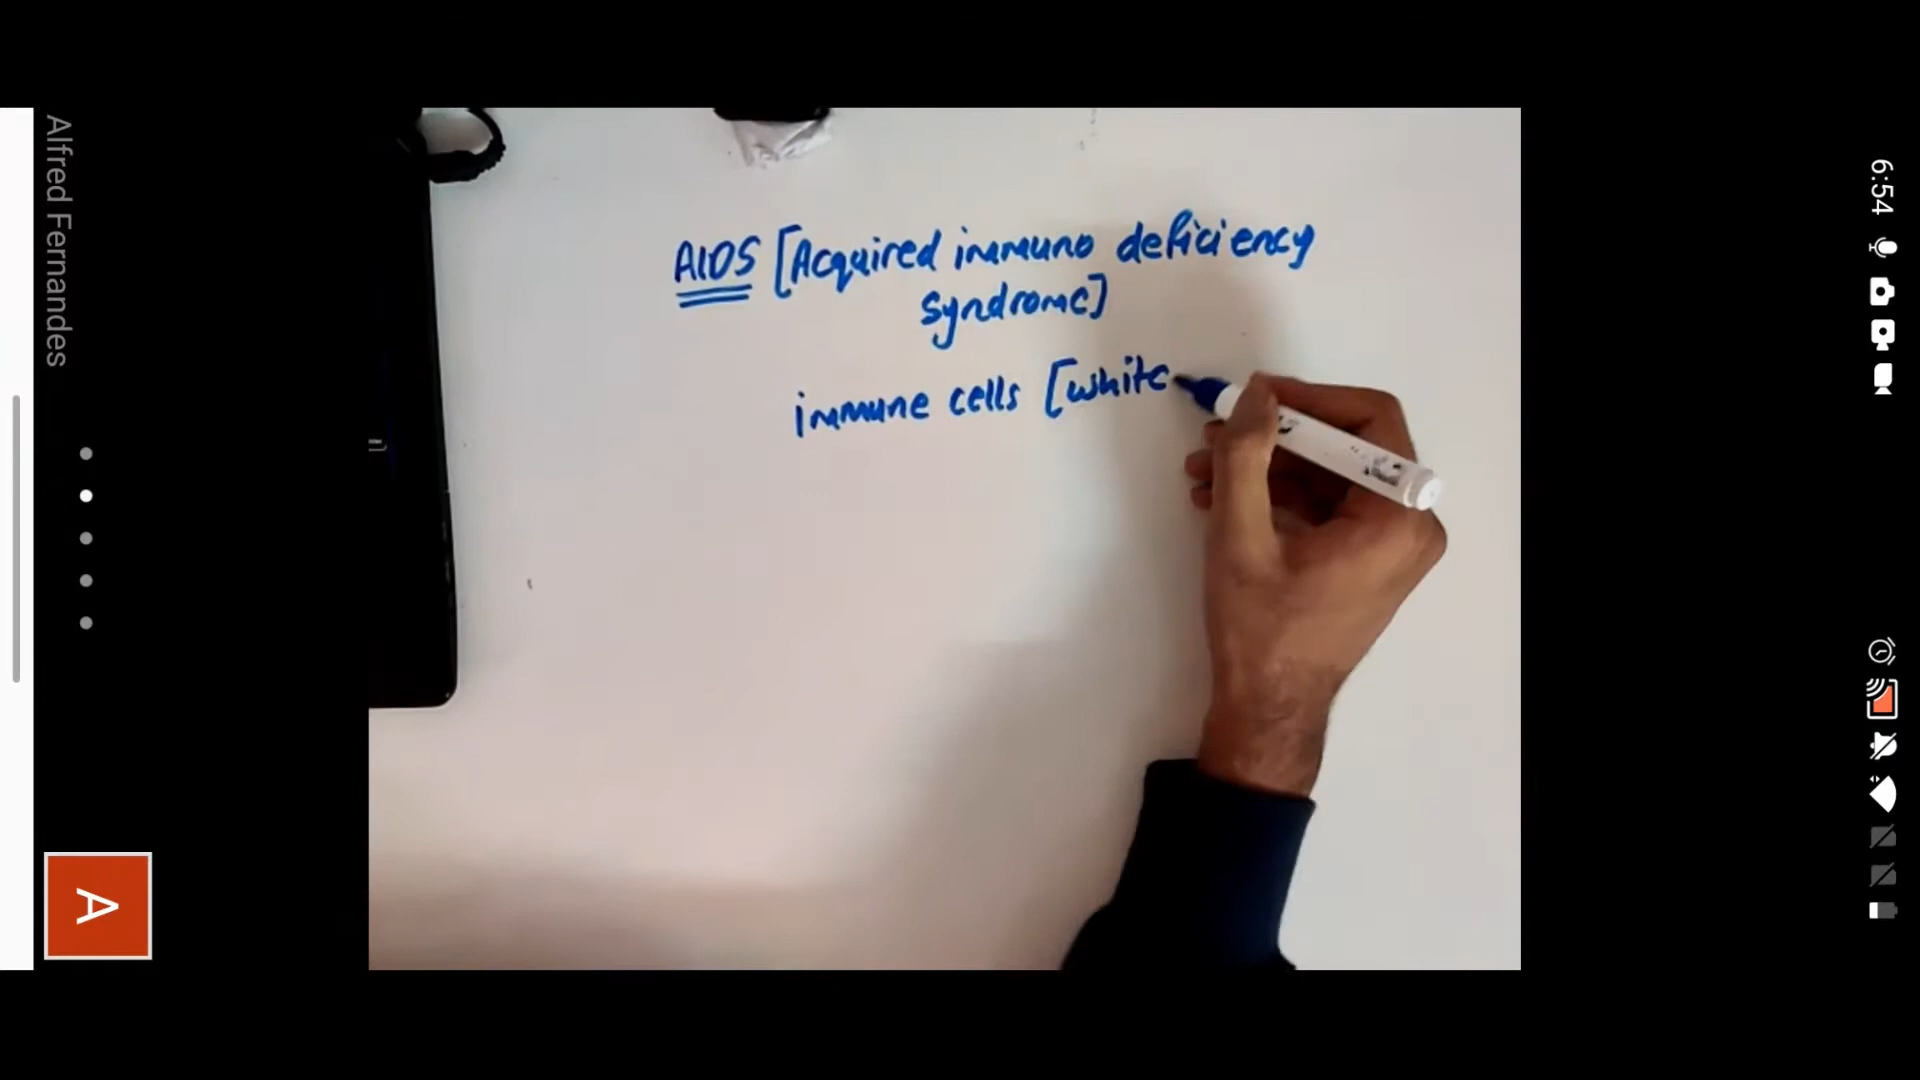 Alfred Fernandes
6:54
AIDS [Acquired immuno deficiency
syndrome]
immune cells [white
A